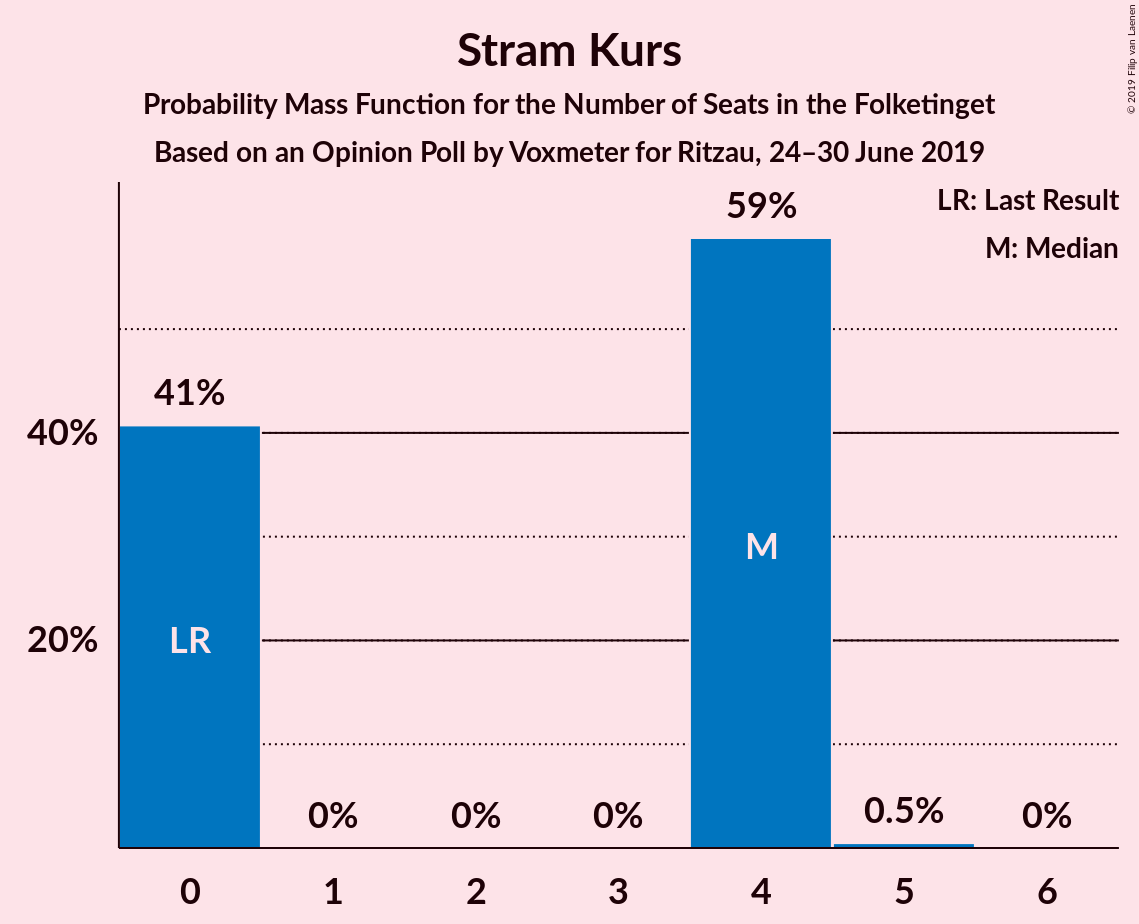 Stram Kurs
Probability Mass Function for the Number of Seats in the Folketinget
Based on an Opinion Poll by Voxmeter for Ritzau, 24–30 June 2019
© 2019 Filip van Laenen
LR: Last Result
M: Median
59%
41%
40%
M
LR
20%
0%
0%
0%
0.5%
0%
0
1
2
3
4
5
6